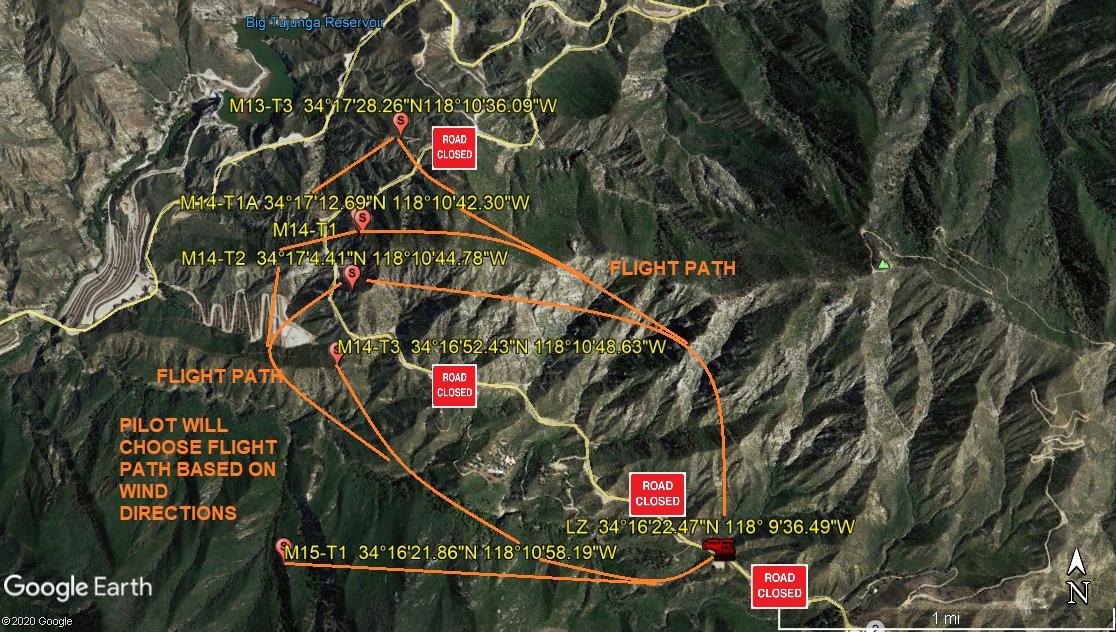 Big Tujunga Reservoir
M13-T3 34°17'28.26"N118°10'36.09"W
S
ROAD
CLOSED
M14-T1A 34°17'12.69"N 118°10'42.30"W
S
M14-T1
M14-T2 34°17'4.41"N 118°10'44.78"W
S
FLIGHT PATH
M14-T3 34°16'52.43"N 118°10'48.63"W
FLIGHT PATH
ROAD
CLOSED
PILOT WILL
CHOOSE FLIGHT
PATH BASED ON
WIND
DIRECTIONS
ROAD
CLOSED
LZ 34°16'22.47"N 118° 9'36.49"W
S
M15-T1 34°16'21.86"N 118°10'58.19"W
ROAD
CLOSED
Google Earth
N
©2020 Google
1 mi
2